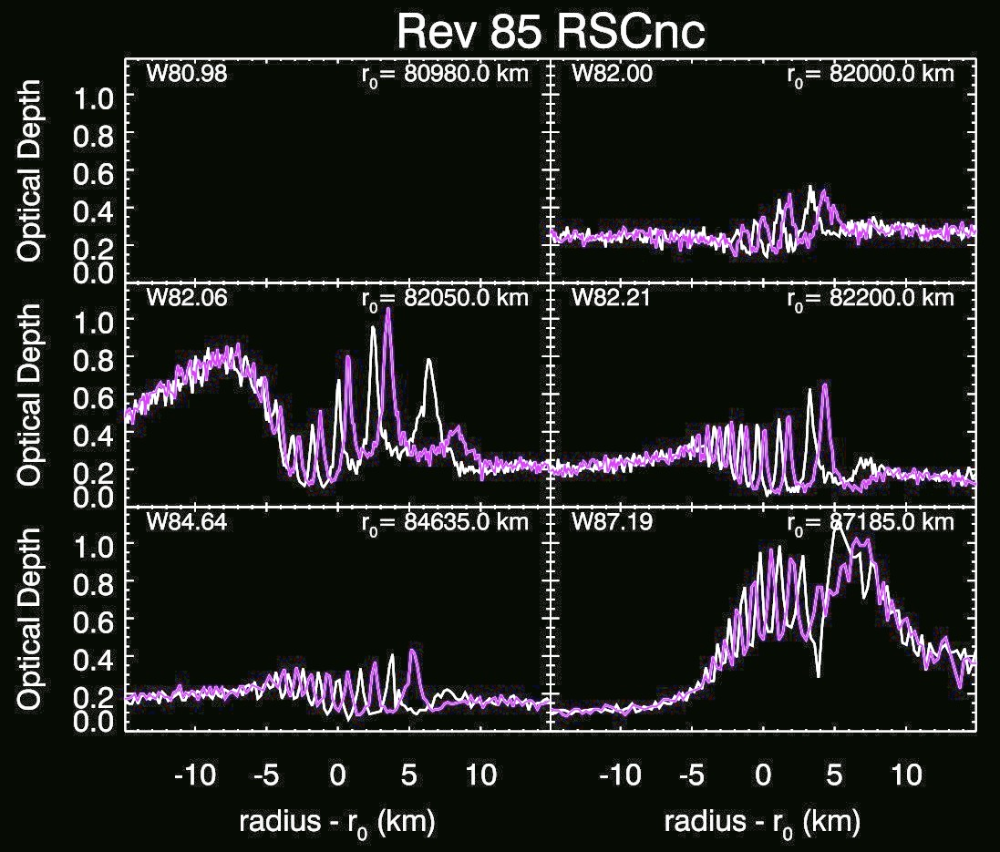 Rev 85 RSCnc
W80.98 r₀= 80980.0 km W82.00 r₀= 82000.0 km
Optical Depth
1.0
0.8
0.6
0.4
0.2
0.0
W82.06 r₀= 82050.0 km W82.21 r₀= 82200.0 km
Optical Depth
1.0
0.8
0.6
0.4
0.2
0.0
W84.64 r₀= 84635.0 km W87.19 r₀= 87185.0 km
Optical Depth
1.0
0.8
0.6
0.4
0.2
0.0
-10 -5 0 5 10 -10 -5 0 5 10
radius - r₀ (km) radius - r₀ (km)